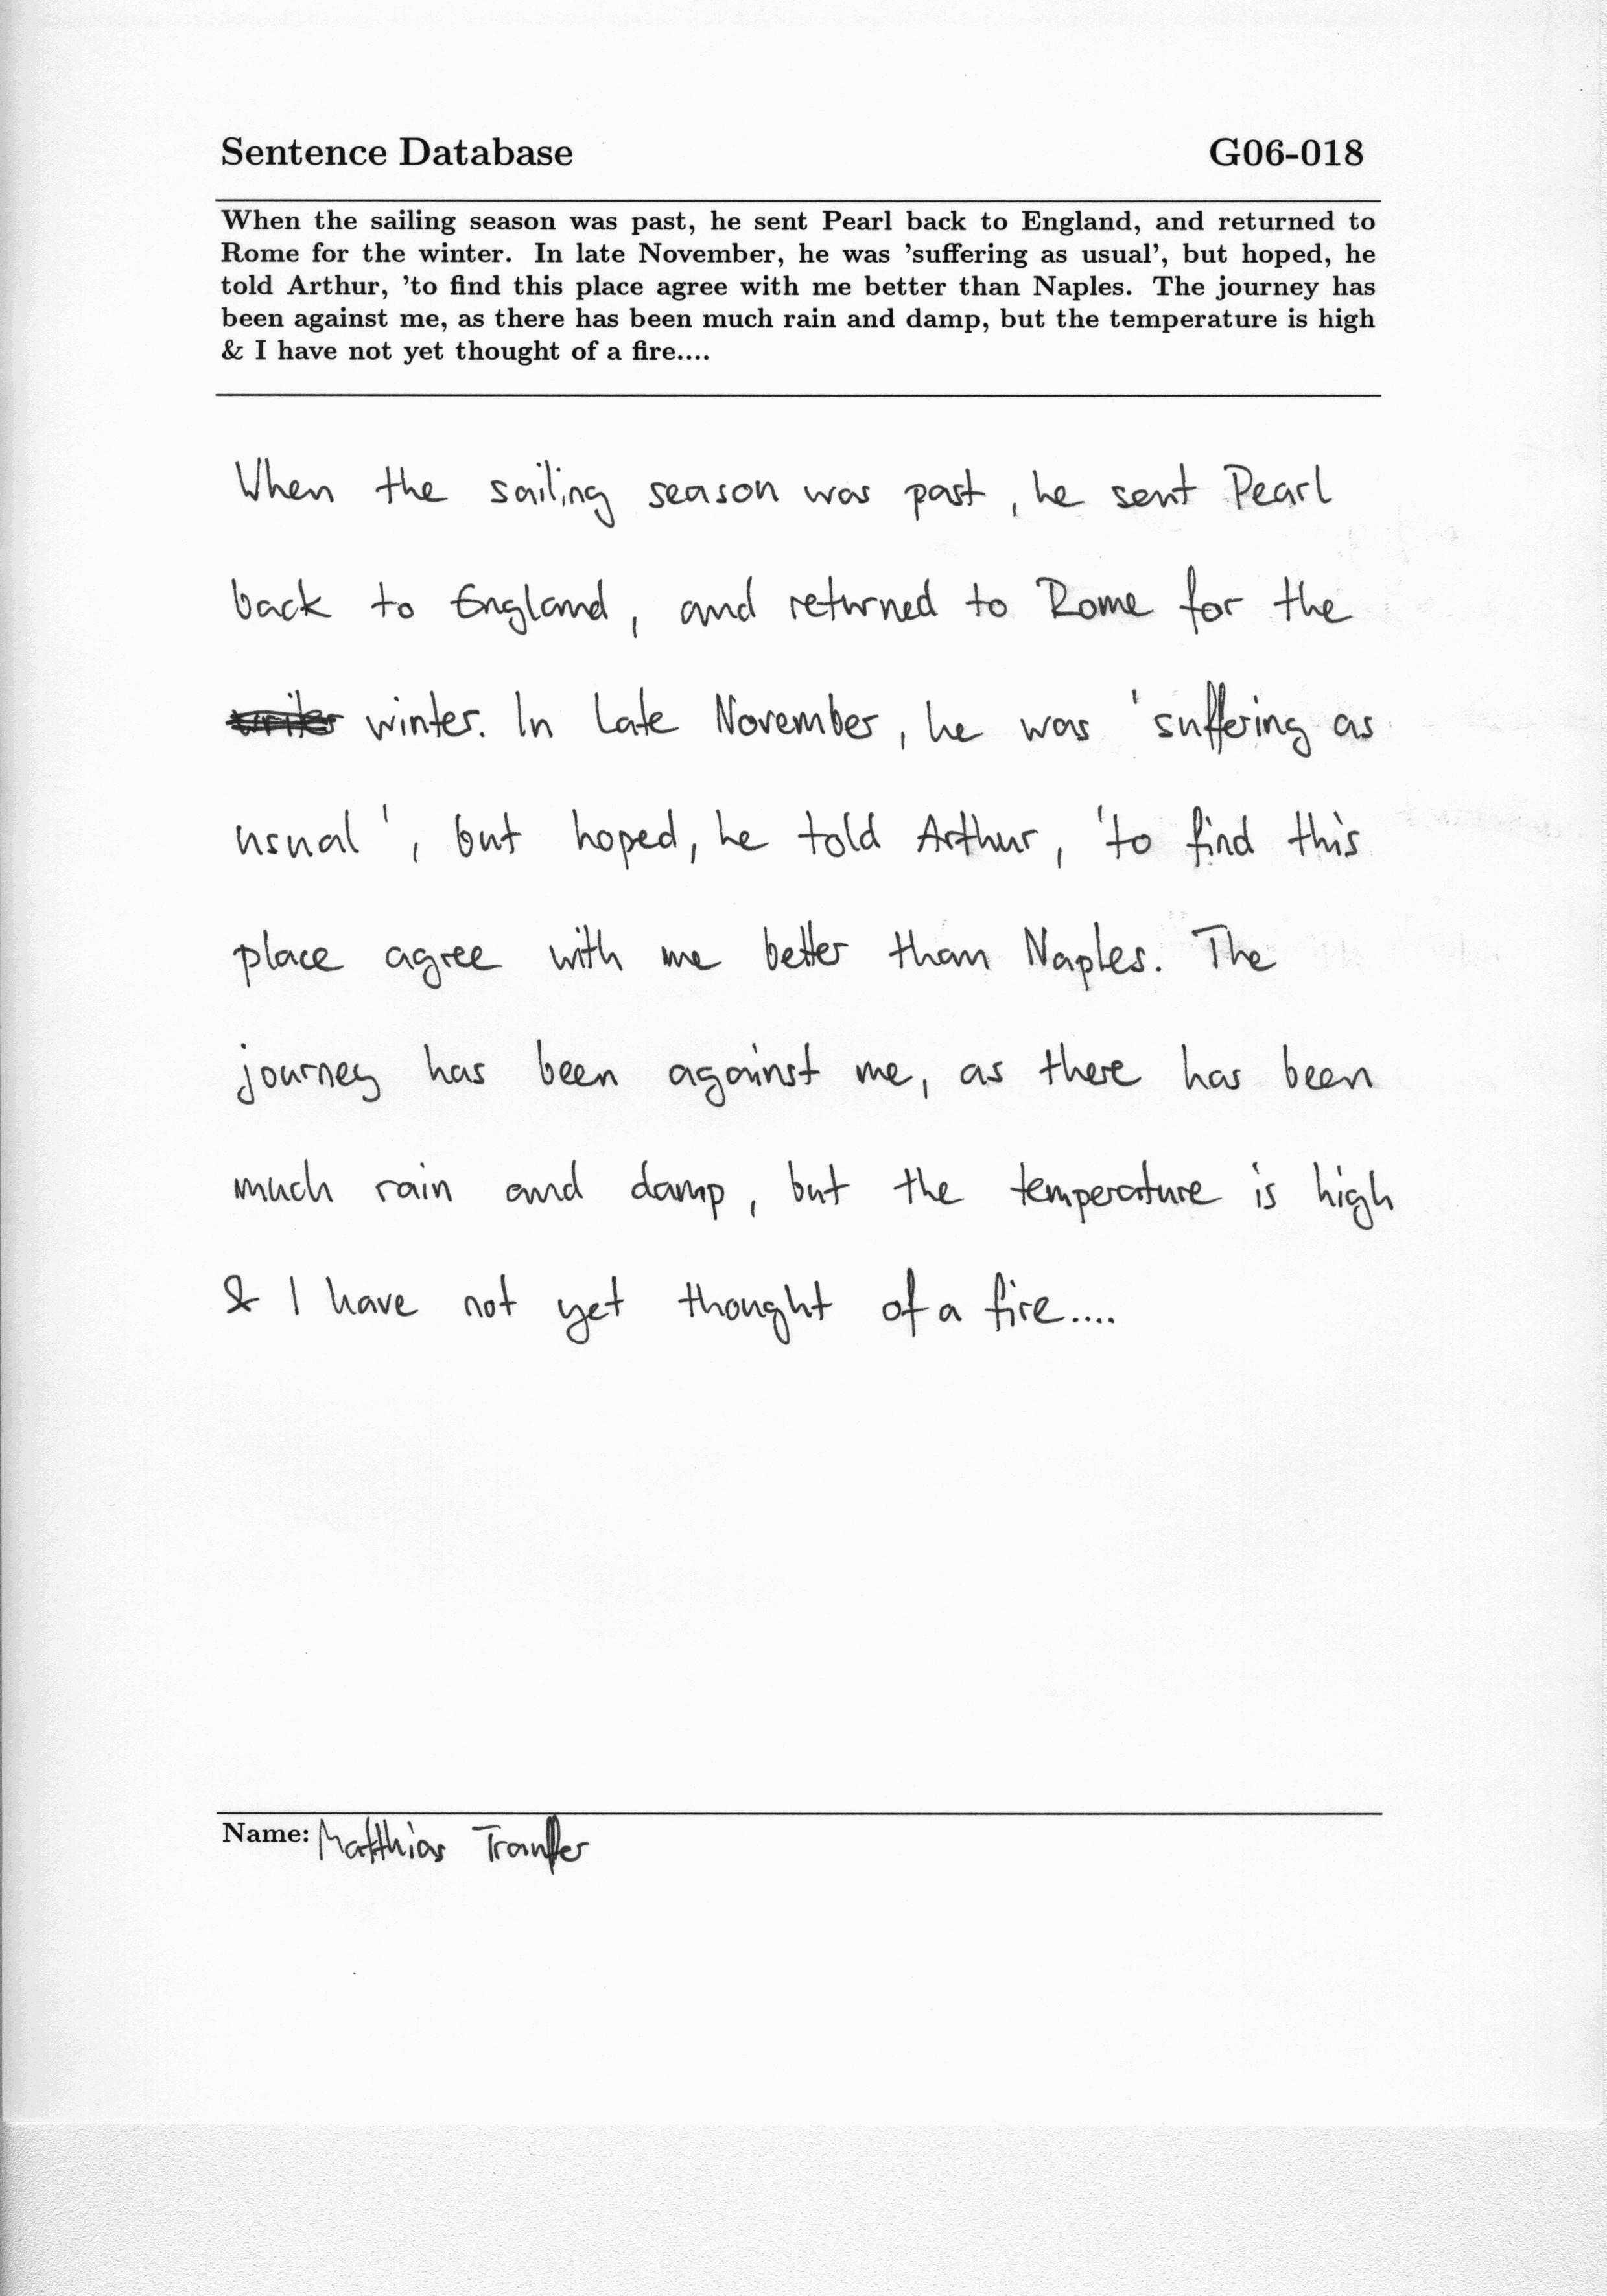 Sentence Database G06-018
When the sailing season was past, he sent Pearl back to England, and returned to
Rome for the winter. In late November, he was 'suffering as usual', but hoped, he
told Arthur, 'to find this place agree with me better than Naples. The journey has
been against me, as there has been much rain and damp, but the temperature is high
& I have not yet thought of a fire....
When the sailing season was past, he sent Pearl
back to England, and returned to Rome for the
winter. In late November, he was 'suffering as
usual', but hoped, he told Arthur, 'to find this
place agree with me better than Naples. The
journey has been against me, as there has been
much rain and damp, but the temperature is high
& I have not yet thought of a fire....
Name: Matthias